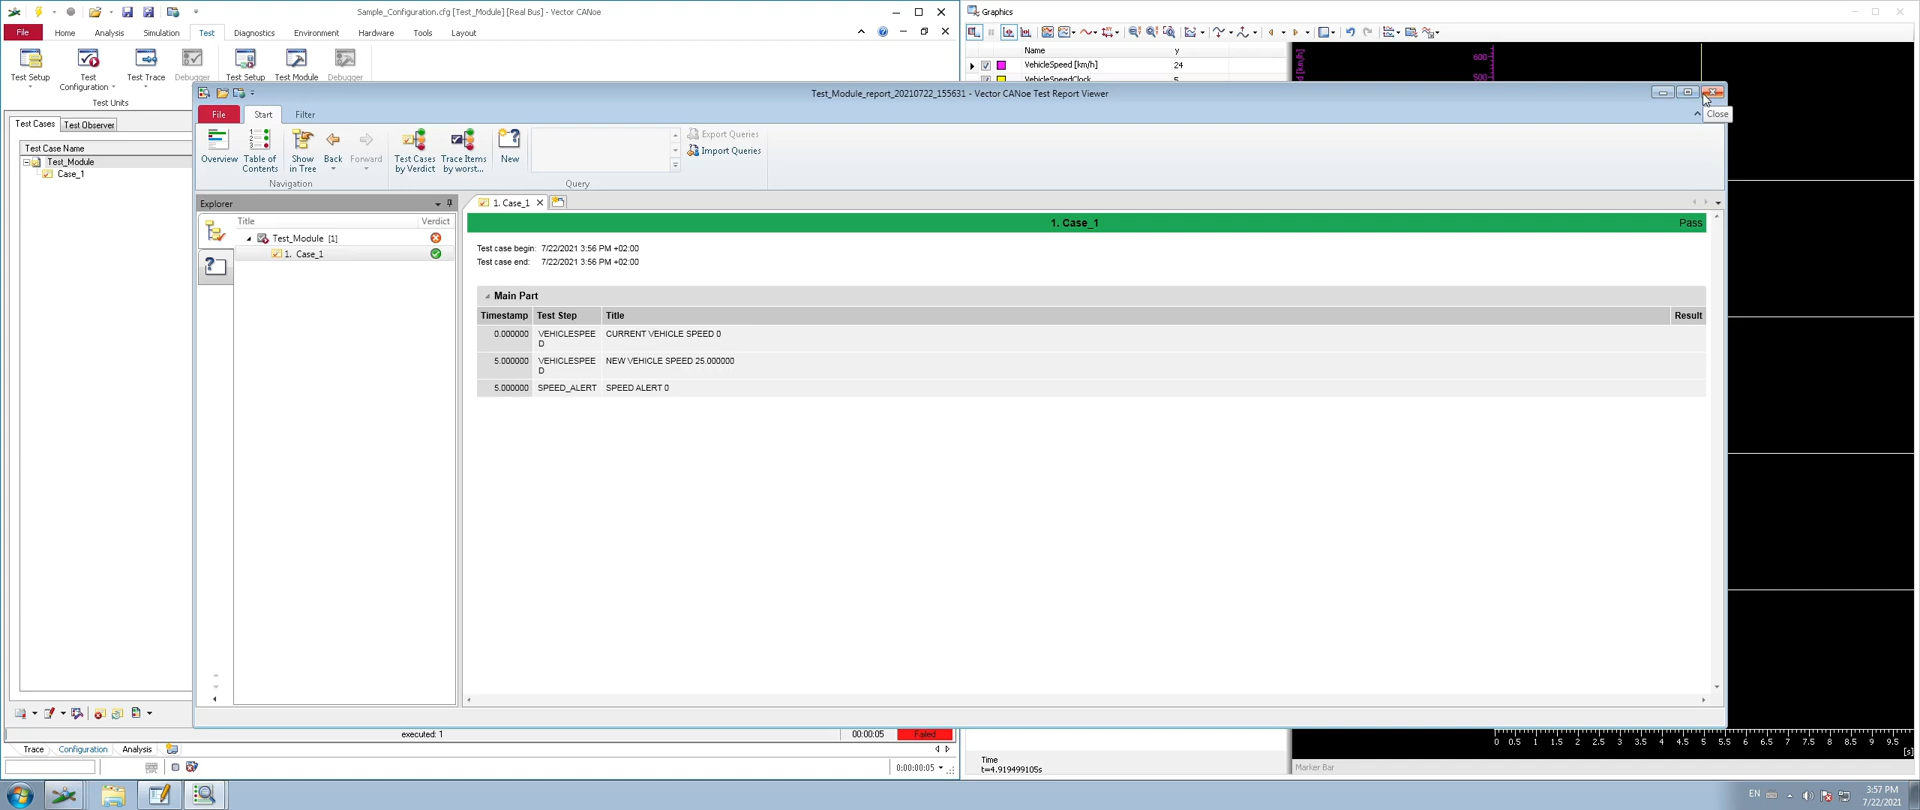 Sample_Configuration.cfg [Test_Module] [Real Bus] - Vector CANoe
File Home Analysis Simulation Test Diagnostics Environment Hardware Tools Layout
Test Setup
Test Configuration
Test Trace
Debugger
Test Setup
Test Module
Debugger
Test Units
Test Cases Test Observer
Test Case Name
Test_Module
Case_1
Graphics
Name y
VehicleSpeed [km/h] 24
VehicleSpeedClock 5
600
500
Test_Module_report_20210722_155631 - Vector CANoe Test Report Viewer
Close
File Start Filter
Overview
Table of Contents
Show in Tree
Back
Forward
Navigation
Test Cases by Verdict
Trace Items by worst...
New
Export Queries
Import Queries
Query
Explorer
Title Verdict
Test_Module [1]
1. Case_1
1. Case_1
1. Case_1 Pass
Test case begin: 7/22/2021 3:56 PM +02:00
Test case end: 7/22/2021 3:56 PM +02:00
Main Part
Timestamp Test Step Title Result
0.000000 VEHICLESPEED CURRENT VEHICLE SPEED 0
5.000000 VEHICLESPEED NEW VEHICLE SPEED 25.000000
5.000000 SPEED_ALERT SPEED ALERT 0
executed: 1 00:00:05 Failed
Trace Configuration Analysis
0:00:00:05
Time
t=4.919499105s
0 0.5 1 1.5 2 2.5 3 3.5 4 4.5 5 5.5 6 6.5 7 7.5 8 8.5 9 9.5
[s]
Marker Bar
EN
3:57 PM
7/22/2021